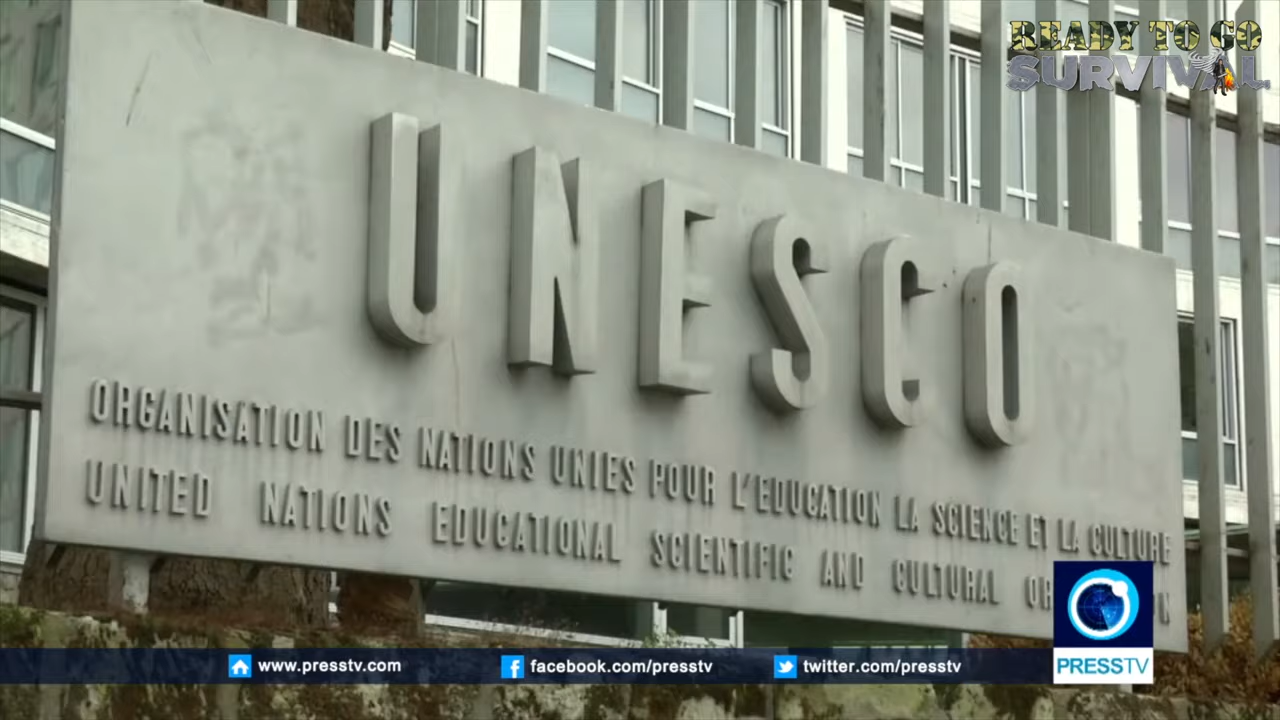 READY TO GO
SURVIVAL
UNESCO
ORGANISATION DES NATIONS UNIES POUR L'EDUCATION LA SCIENCE ET LA CULTURE
UNITED NATIONS EDUCATIONAL SCIENTIFIC AND CULTURAL
www.presstv.com
facebook.com/presstv
twitter.com/presstv
PRESSTV